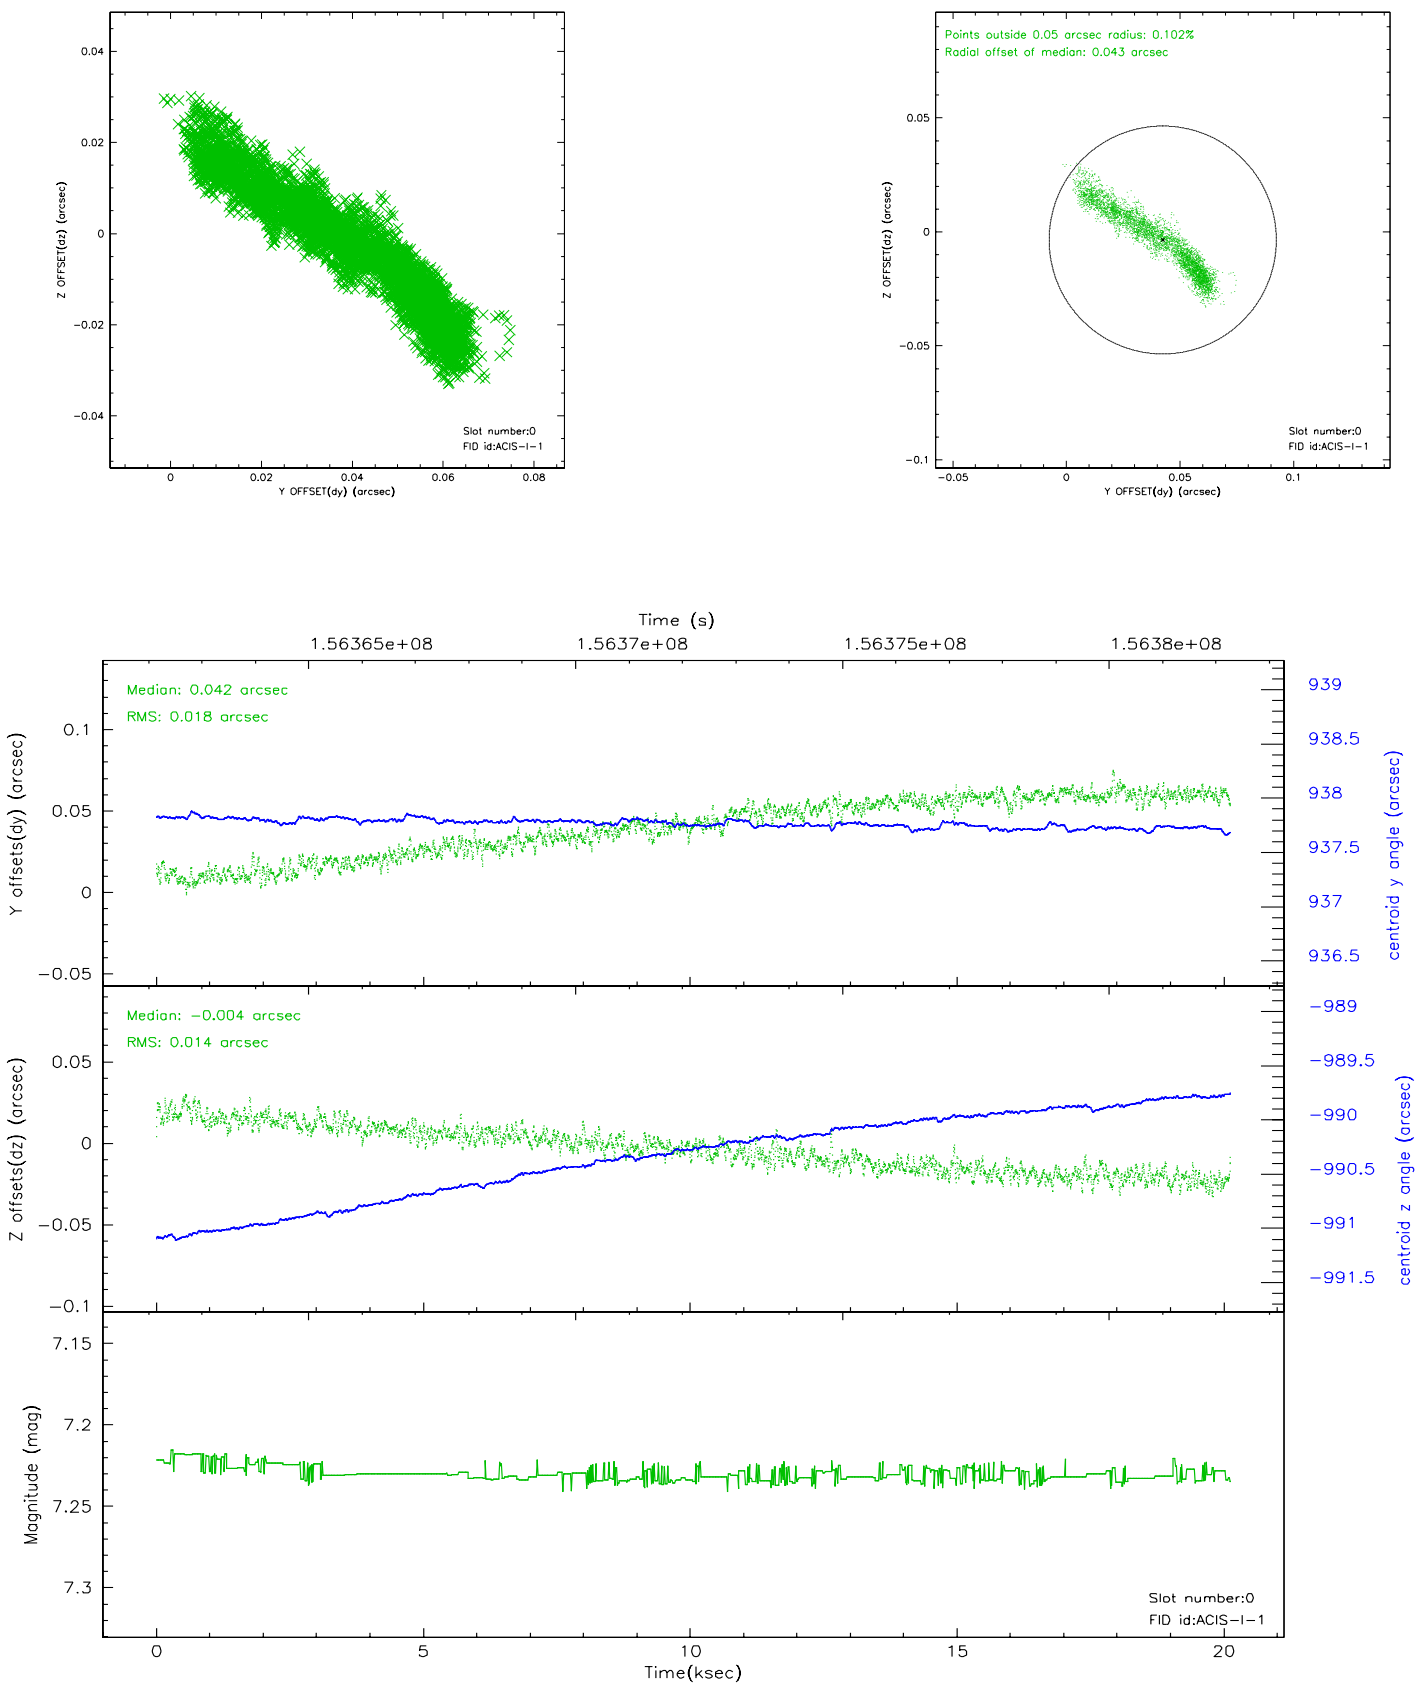 0.04
0.02
0
−0.02
−0.04
Z OFFSET(dz) (arcsec)
0
0.02
0.04
0.06
0.08
Y OFFSET(dy) (arcsec)
Slot number:0
FID id:ACIS−I−1
Points outside 0.05 arcsec radius: 0.102%
Radial offset of median: 0.043 arcsec
0.05
0
−0.05
−0.1
Z OFFSET(dz) (arcsec)
−0.05
0
0.05
0.1
Y OFFSET(dy) (arcsec)
Slot number:0
FID id:ACIS−I−1
Time (s)
1.56365e+08
1.5637e+08
1.56375e+08
1.5638e+08
Median: 0.042 arcsec
RMS: 0.018 arcsec
0.1
0.05
0
−0.05
Y offsets(dy) (arcsec)
939
938.5
938
937.5
937
936.5
centroid y angle (arcsec)
Median: −0.004 arcsec
RMS: 0.014 arcsec
0.05
0
−0.05
−0.1
Z offsets(dz) (arcsec)
−989
−989.5
−990
−990.5
−991
−991.5
centroid z angle (arcsec)
7.15
7.2
7.25
7.3
Magnitude (mag)
Slot number:0
FID id:ACIS−I−1
0
5
10
15
20
Time(ksec)